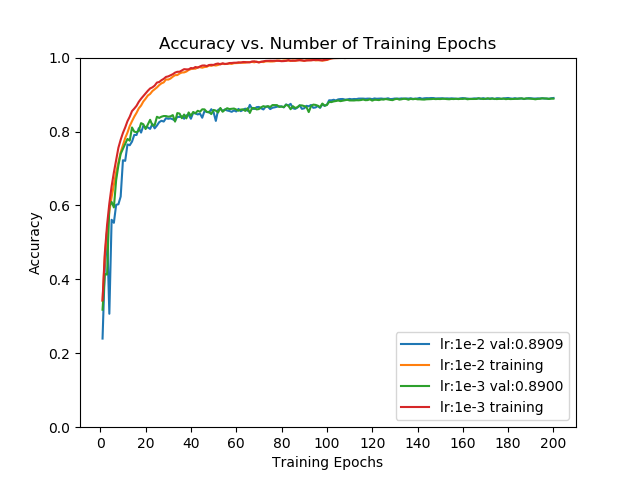 Accuracy vs. Number of Training Epochs
1.0
0.8
0.6
0.4
0.2
0.0
Accuracy
lr:1e-2 val:0.8909
lr:1e-2 training
lr:1e-3 val:0.8900
lr:1e-3 training
0 20 40 60 80 100 120 140 160 180 200
Training Epochs